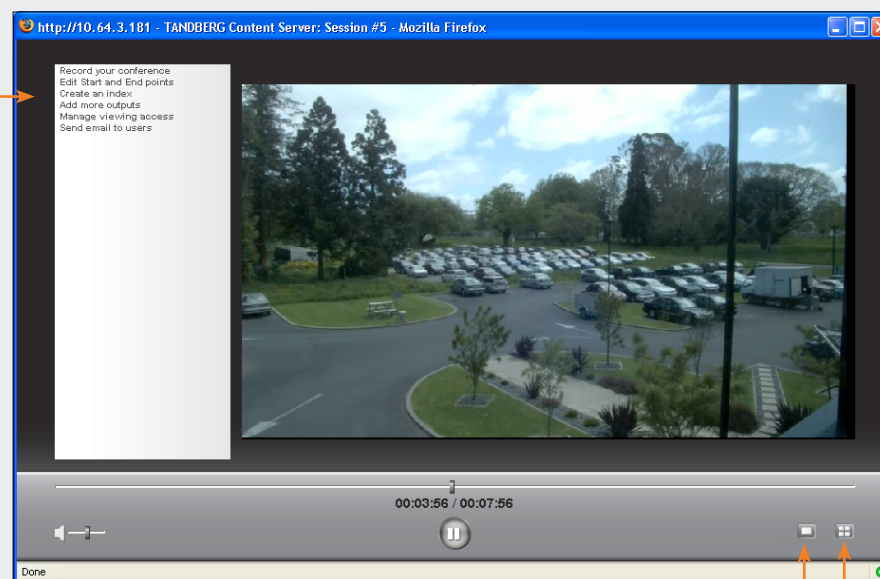 http://10.64.3.181 - TANDBERG Content Server: Session #5 - Mozilla Firefox
Record your conference
Edit Start and End points
Create an index
Add more outputs
Manage viewing access
Send email to users
00:03:56 / 00:07:56
Done